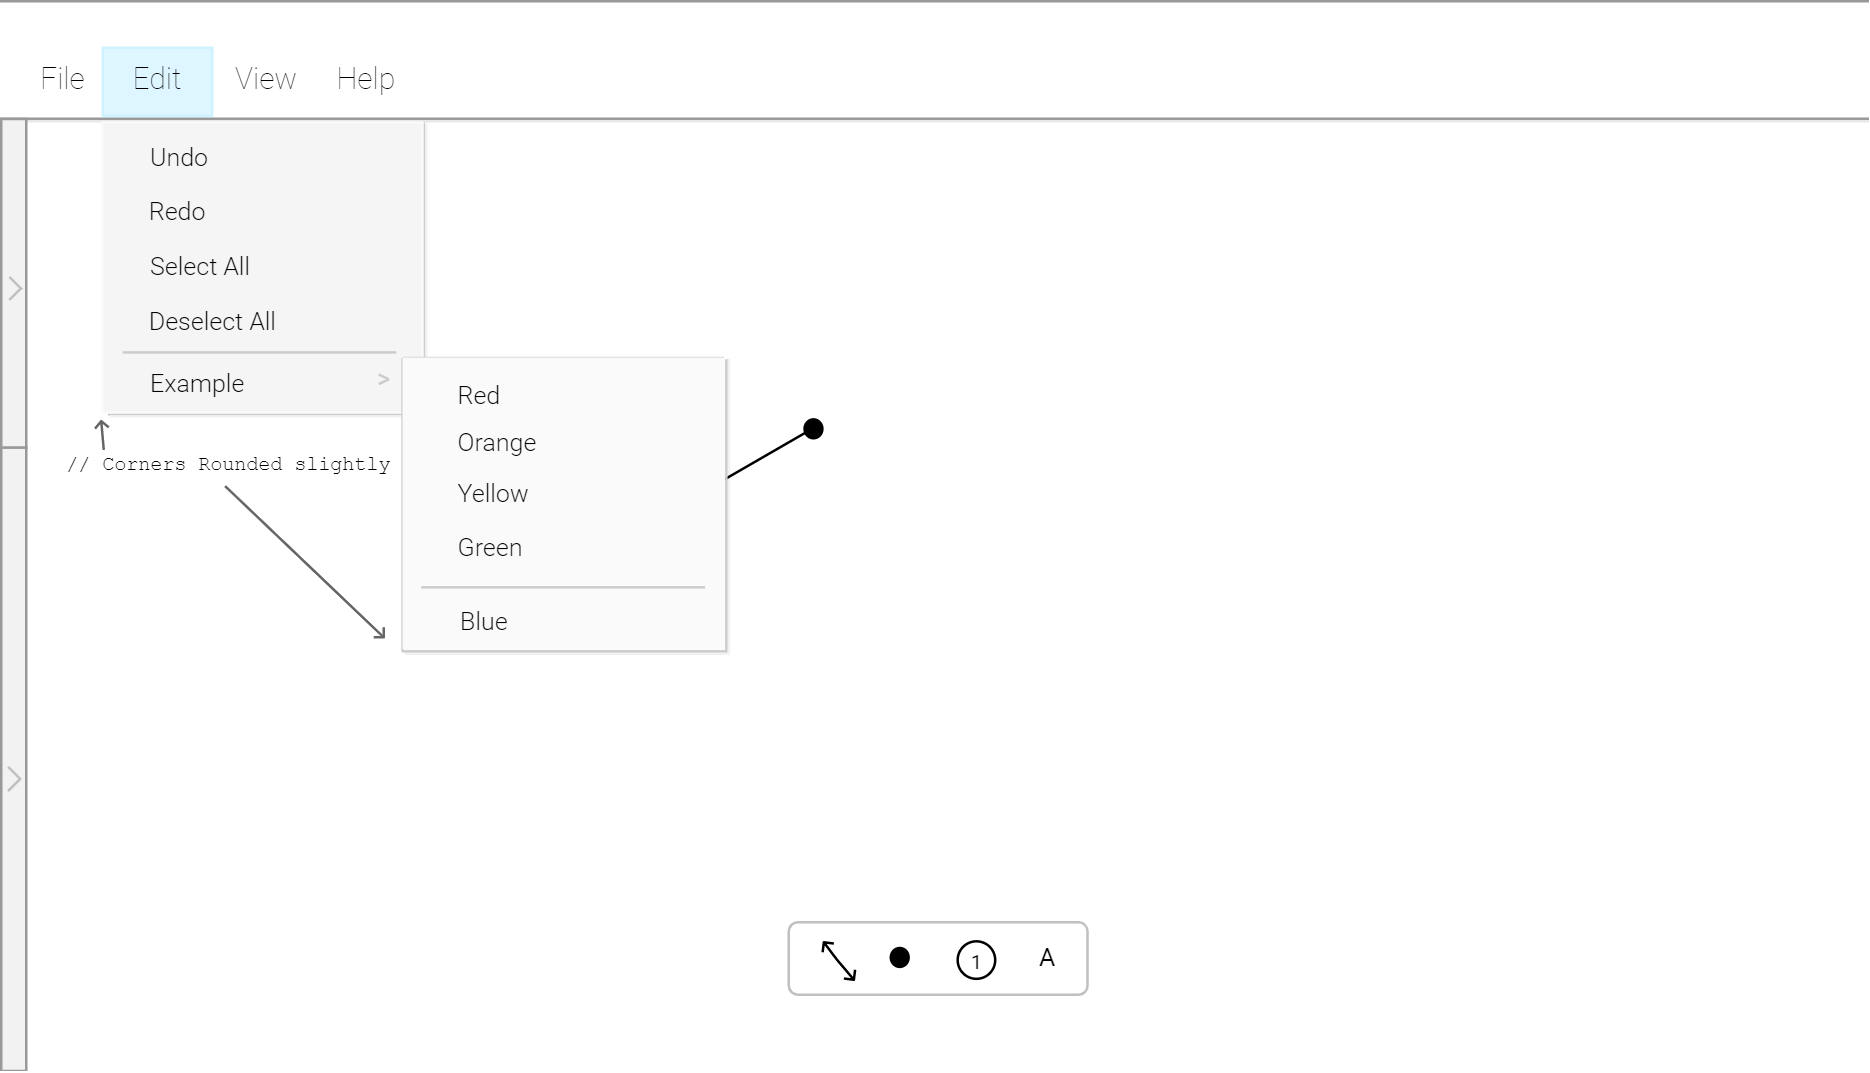 File Edit View Help
Undo
Redo
Select All
Deselect All
Example >
// Corners Rounded slightly
Red
Orange
Yellow
Green
Blue
1 A